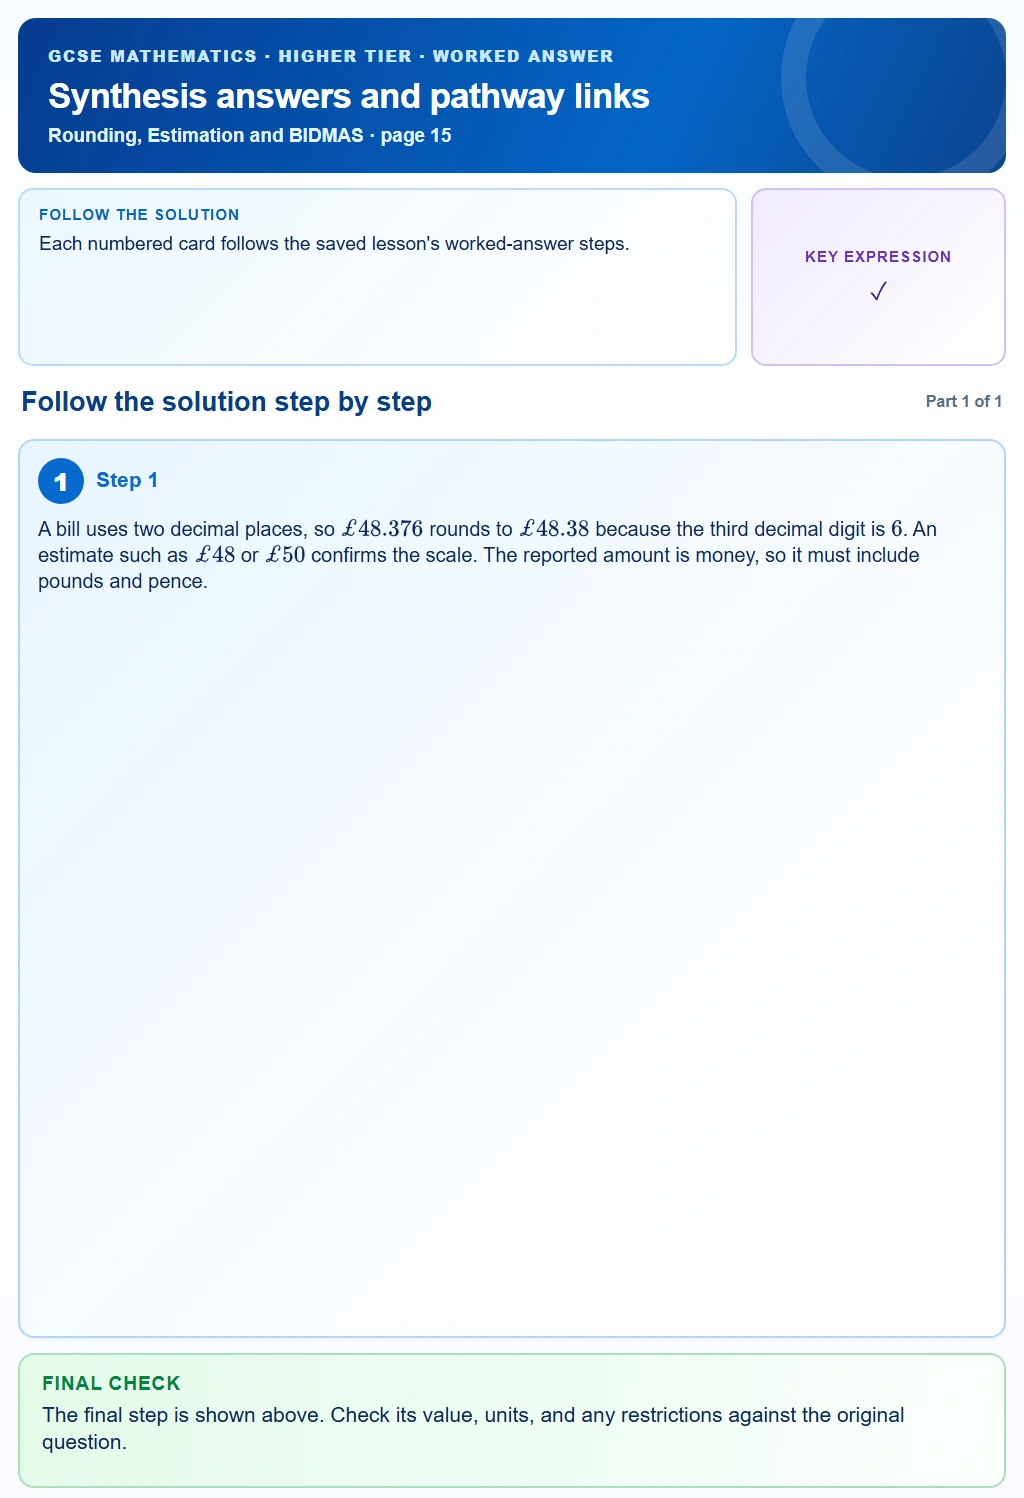 GCSE MATHEMATICS · HIGHER TIER · WORKED ANSWER
Synthesis answers and pathway links
Rounding, Estimation and BIDMAS · page 15
FOLLOW THE SOLUTION
Each numbered card follows the saved lesson's worked-answer steps.
KEY EXPRESSION
✓
Follow the solution step by step
Part 1 of 1
1 Step 1
A bill uses two decimal places, so £48.376 rounds to £48.38 because the third decimal digit is 6. An
estimate such as £48 or £50 confirms the scale. The reported amount is money, so it must include
pounds and pence.
FINAL CHECK
The final step is shown above. Check its value, units, and any restrictions against the original
question.